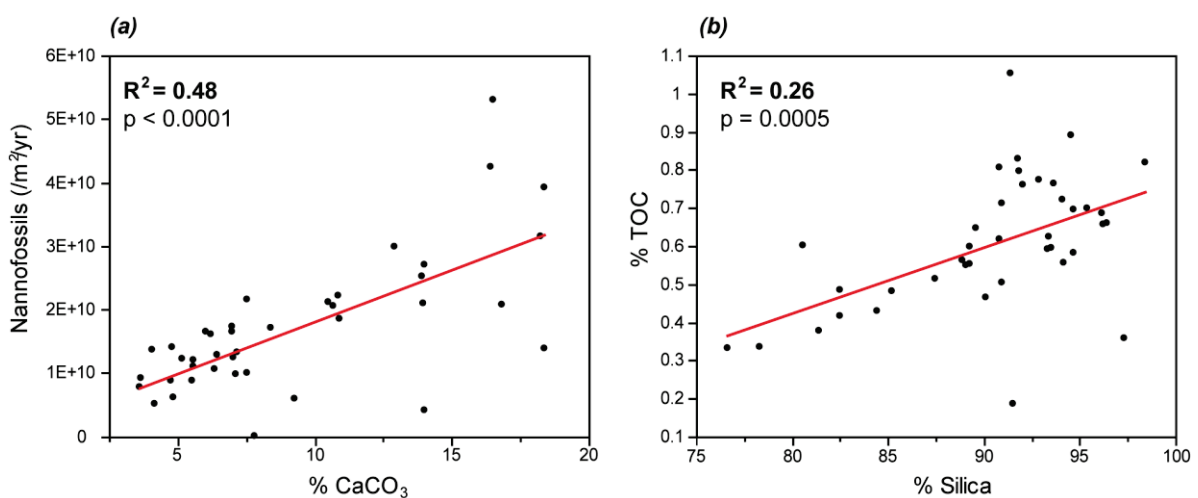 (a)
R² = 0.48
p < 0.0001
Nannofossils (/m²/yr)
6E+10
5E+10
4E+10
3E+10
2E+10
1E+10
0
5
10
15
20
% CaCO₃
(b)
R² = 0.26
p = 0.0005
% TOC
1.1
1
0.9
0.8
0.7
0.6
0.5
0.4
0.3
0.2
0.1
75
80
85
90
95
100
% Silica